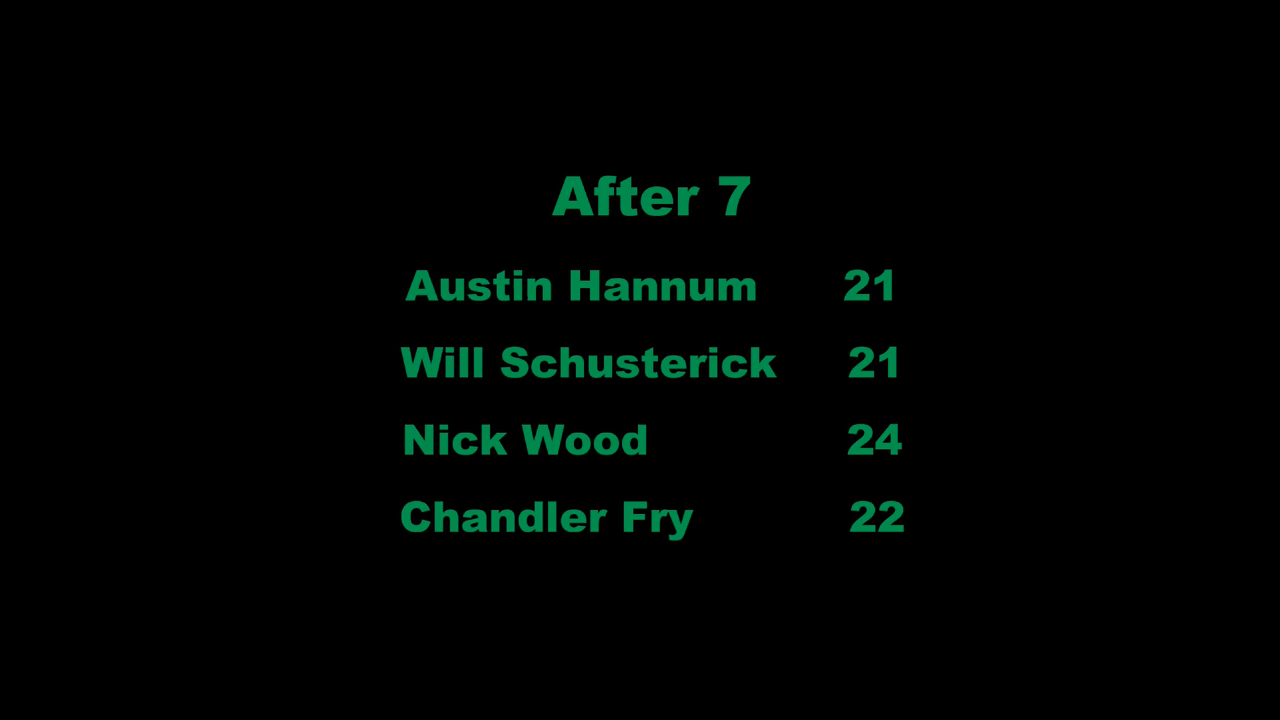 After 7
Austin Hannum 21
Will Schusterick 21
Nick Wood 24
Chandler Fry 22